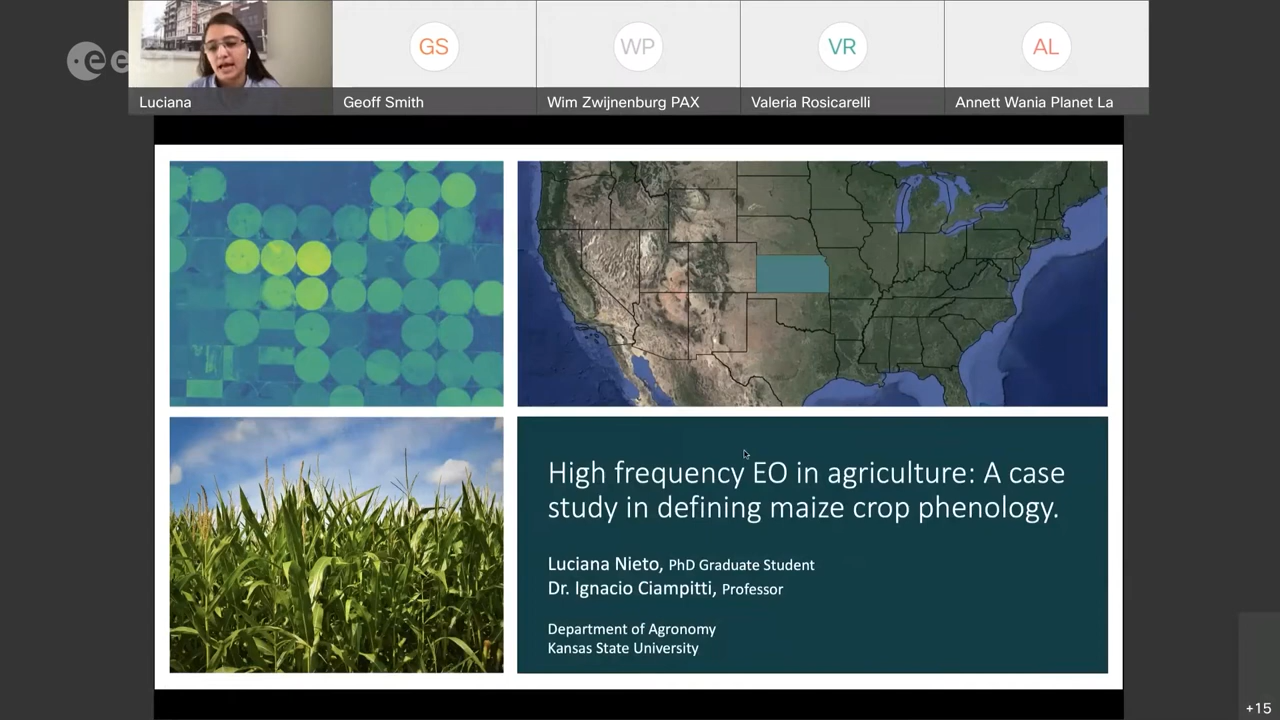 esa
GS
WP
VR
AL
Luciana
Geoff Smith
Wim Zwijnenburg PAX
Valeria Rosicarelli
Annett Wania Planet La
High frequency EO in agriculture: A case
study in defining maize crop phenology.
Luciana Nieto, PhD Graduate Student
Dr. Ignacio Ciampitti, Professor
Department of Agronomy
Kansas State University
+15